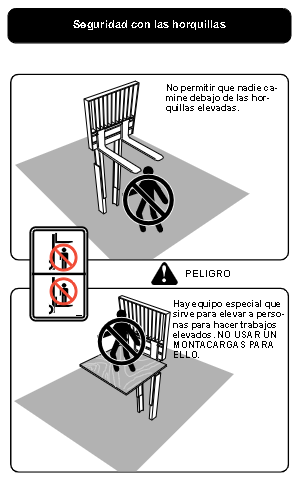 Seguridad con las horquillas
No permitir que nadie ca-
mine debajo de las hor-
quillas elevadas.
PELIGRO
Hay equipo especial que
sirve para elevar a perso-
nas para hacer trabajos
elevados. NO USAR UN
MONTACARGAS PARA
ELLO.